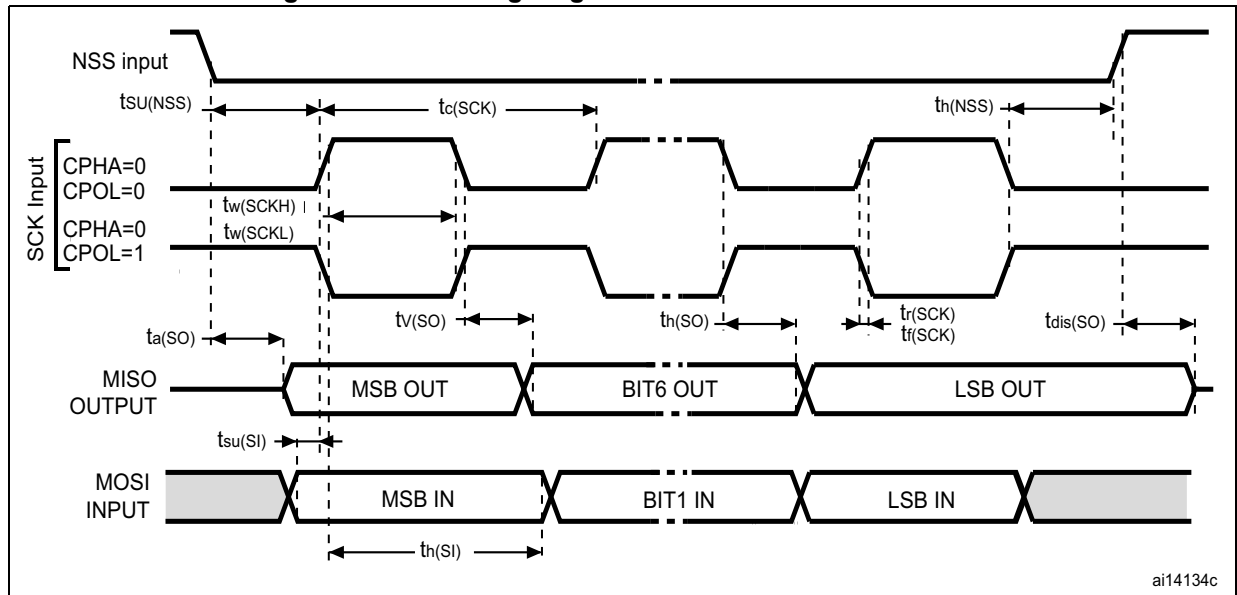 NSS input
tSU(NSS)
tc(SCK)
th(NSS)
SCK Input
CPHA=0
CPOL=0
tw(SCKH)
CPHA=0
tw(SCKL)
CPOL=1
tV(SO)
th(SO)
tr(SCK)
tf(SCK)
tdis(SO)
ta(SO)
MISO
OUTPUT
MSB OUT
BIT6 OUT
LSB OUT
tsu(SI)
MOSI
INPUT
MSB IN
BIT1 IN
LSB IN
th(SI)
ai14134c